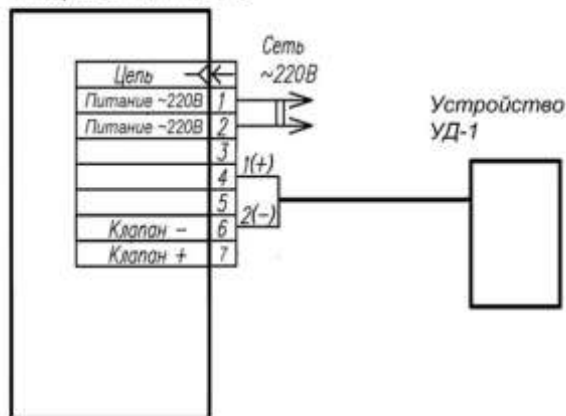 Сеть
~220В
Цепь
Питание ~220В 1
Питание ~220В 2
3
4 1(+)
5
Клапан – 6 2(–)
Клапан + 7
Устройство
УД-1